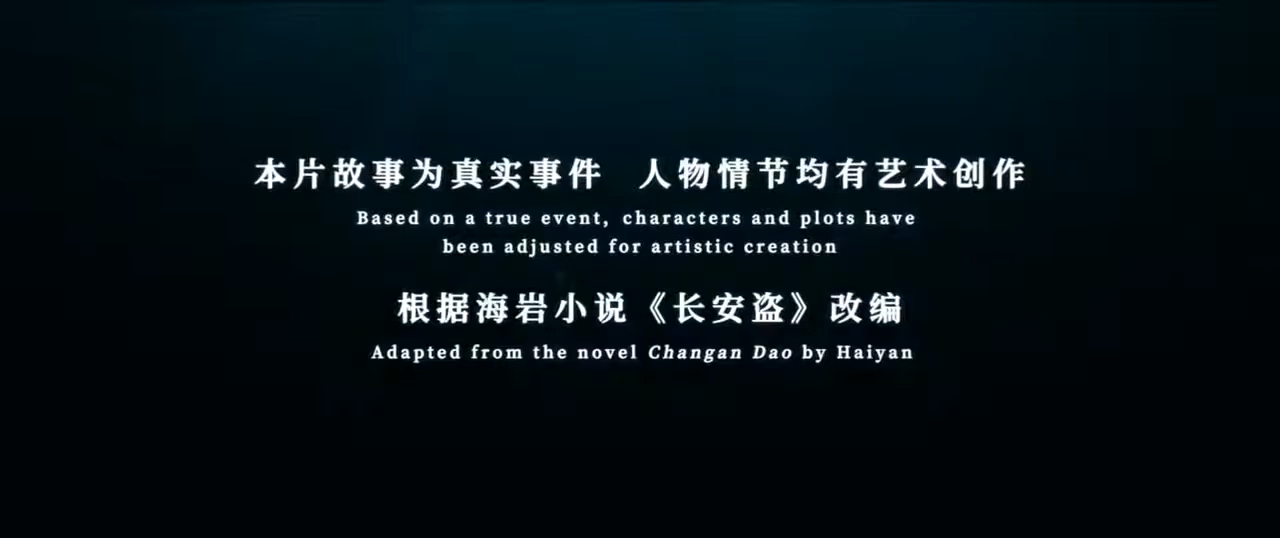 本片故事为真实事件 人物情节均有艺术创作
Based on a true event, characters and plots have
been adjusted for artistic creation
根据海岩小说《长安盗》改编
Adapted from the novel Changan Dao by Haiyan